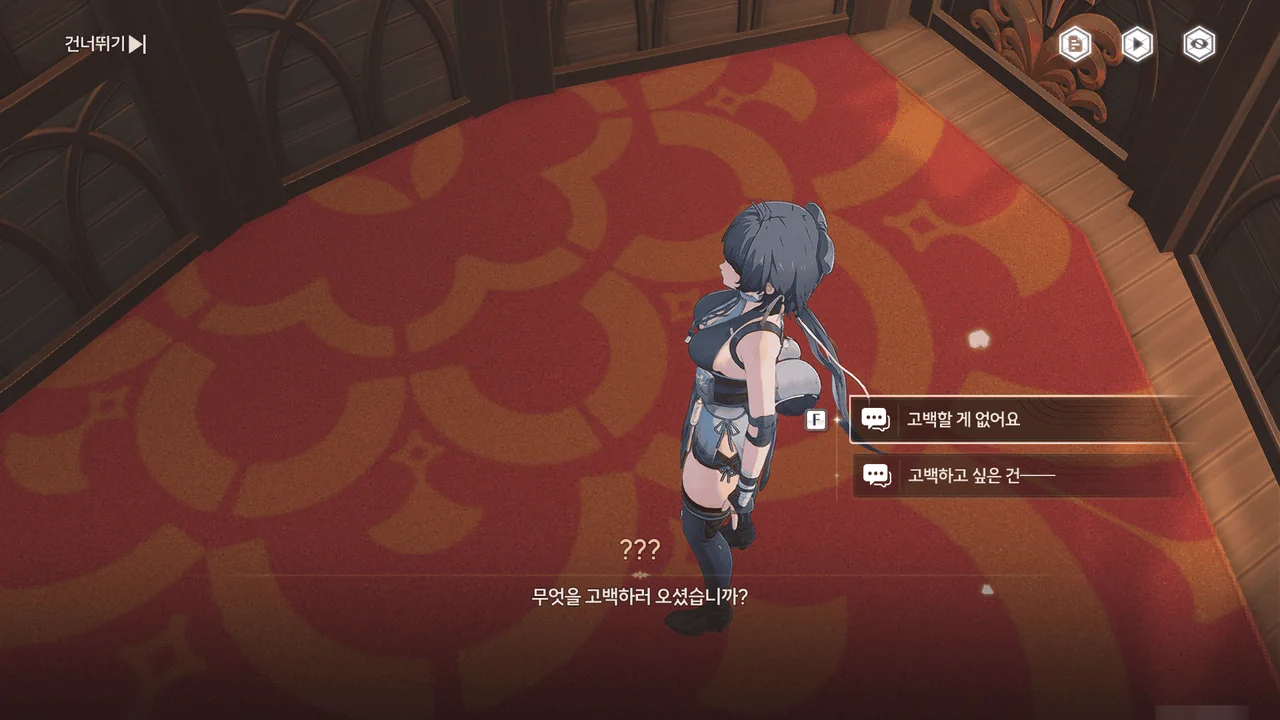 건너뛰기
F
고백할 게 없어요
고백하고 싶은 건——
???
무엇을 고백하러 오셨습니까?